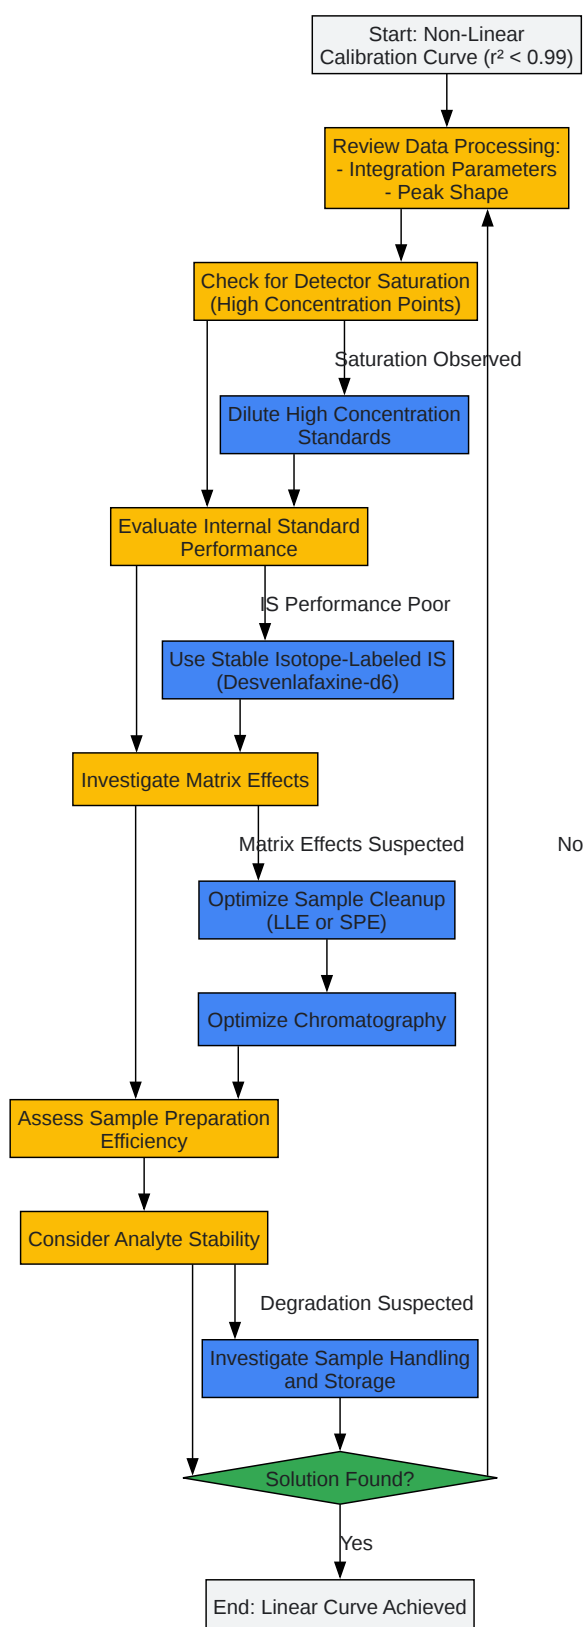 Start: Non-Linear
Calibration Curve (r² < 0.99)
Review Data Processing:
- Integration Parameters
- Peak Shape
Check for Detector Saturation
(High Concentration Points)
Saturation Observed
Dilute High Concentration
Standards
Evaluate Internal Standard
Performance
IS Performance Poor
Use Stable Isotope-Labeled IS
(Desvenlafaxine-d6)
Investigate Matrix Effects
Matrix Effects Suspected
No
Optimize Sample Cleanup
(LLE or SPE)
Optimize Chromatography
Assess Sample Preparation
Efficiency
Consider Analyte Stability
Degradation Suspected
Investigate Sample Handling
and Storage
Solution Found?
Yes
End: Linear Curve Achieved